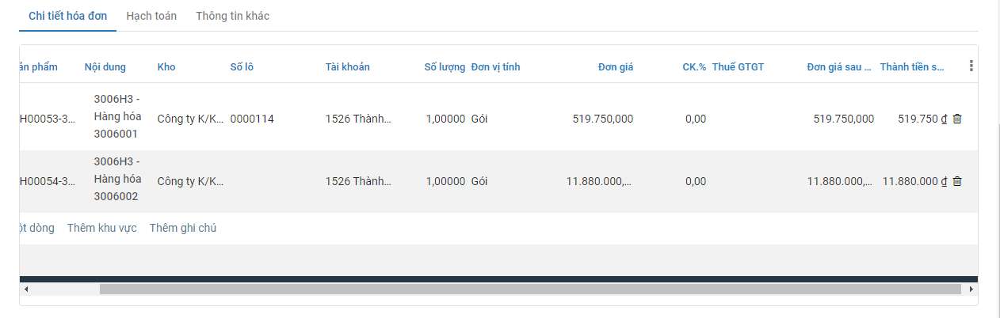 Chi tiết hóa đơn Hạch toán Thông tin khác
ản phẩm Nội dung Kho Số lô Tài khoản Số lượng Đơn vị tính Đơn giá CK.% Thuế GTGT Đơn giá sau ... Thành tiền s...
3006H3 -
H00053-3... Hàng hóa Công ty K/K... 0000114 1526 Thành... 1,00000 Gói 519.750,000 0,00 519.750,000 519.750 ₫
3006001
3006H3 -
H00054-3... Hàng hóa Công ty K/K... 1526 Thành... 1,00000 Gói 11.880.000,... 0,00 11.880.000,... 11.880.000 ₫
3006002
ột dòng Thêm khu vực Thêm ghi chú